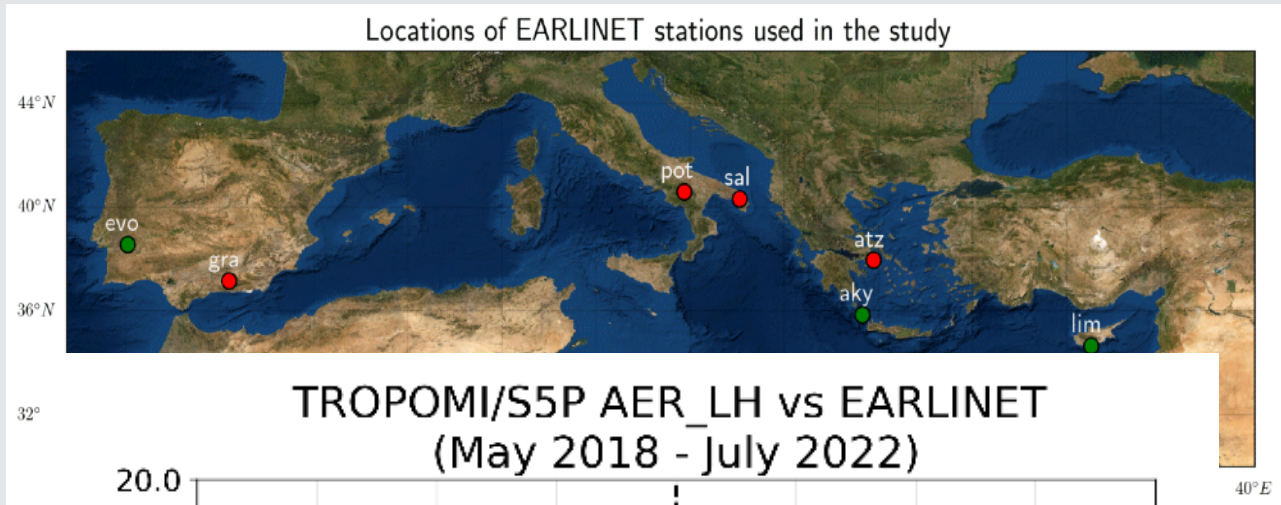 Locations of EARLINET stations used in the study
44°N
40°N
36°N
32°
evo
gra
pot
sal
atz
aky
lim
40°E
TROPOMI/S5P AER_LH vs EARLINET
(May 2018 - July 2022)
20.0